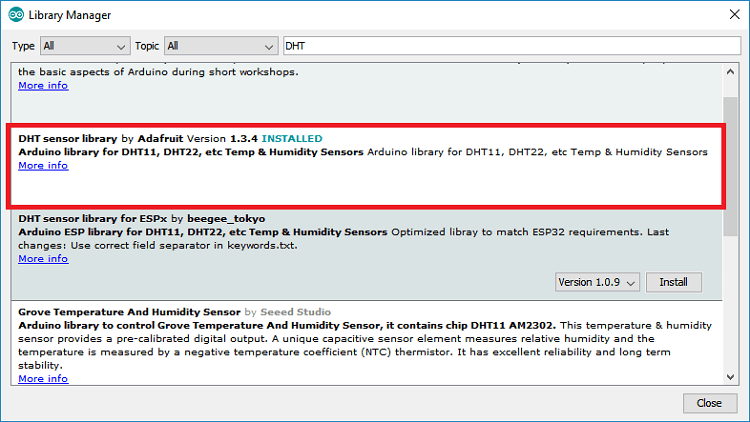 Library Manager
Type All Topic All DHT
the basic aspects of Arduino during short workshops.
More info
DHT sensor library by Adafruit Version 1.3.4 INSTALLED
Arduino library for DHT11, DHT22, etc Temp & Humidity Sensors Arduino library for DHT11, DHT22, etc Temp & Humidity Sensors
More info
DHT sensor library for ESPx by beegee_tokyo
Arduino ESP library for DHT11, DHT22, etc Temp & Humidity Sensors Optimized libray to match ESP32 requirements. Last
changes: Use correct field separator in keywords.txt.
More info
Version 1.0.9 Install
Grove Temperature And Humidity Sensor by Seeed Studio
Arduino library to control Grove Temperature And Humidity Sensor, it contains chip DHT11 AM2302. This temperature & humidity
sensor provides a pre-calibrated digital output. A unique capacitive sensor element measures relative humidity and the
temperature is measured by a negative temperature coefficient (NTC) thermistor. It has excellent reliability and long term
stability.
More info
Close